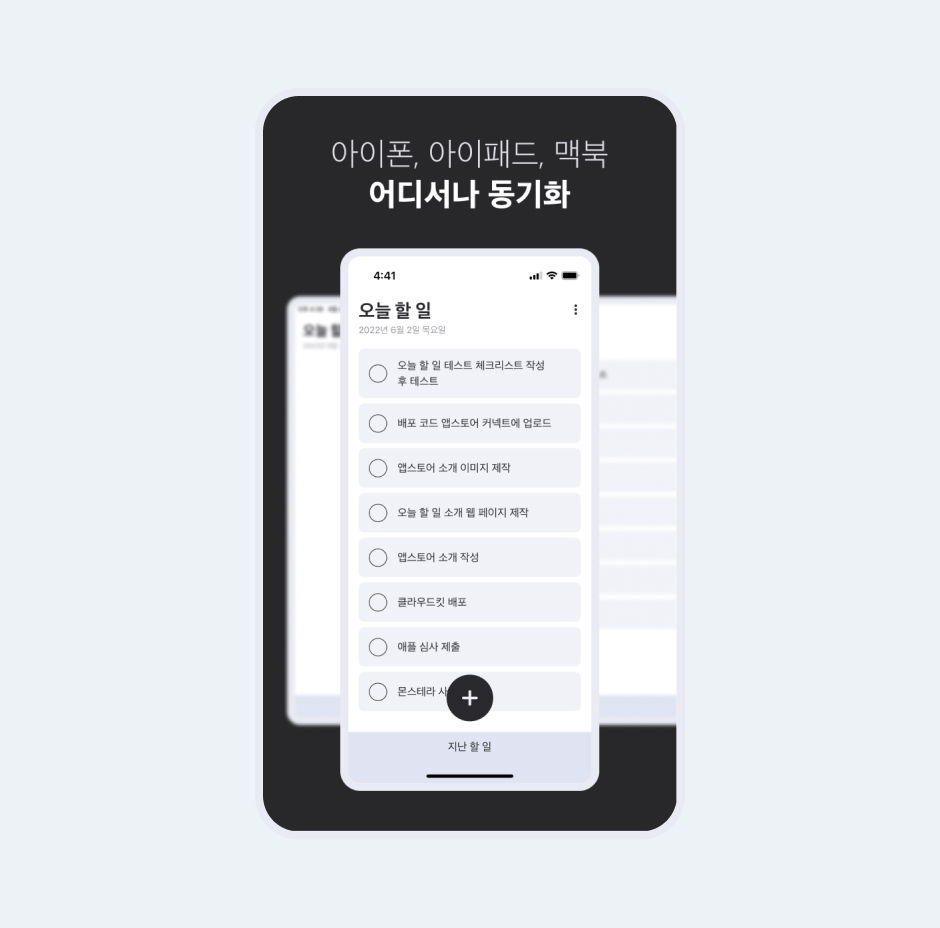 아이폰, 아이패드, 맥북
어디서나 동기화
4:41
오늘 할 일
2022년 6월 2일 목요일
오늘 할 일 테스트 체크리스트 작성
후 테스트
배포 코드 앱스토어 커넥트에 업로드
앱스토어 소개 이미지 제작
오늘 할 일 소개 웹 페이지 제작
앱스토어 소개 작성
클라우드킷 배포
애플 심사 제출
몬스테라 사
지난 할 일